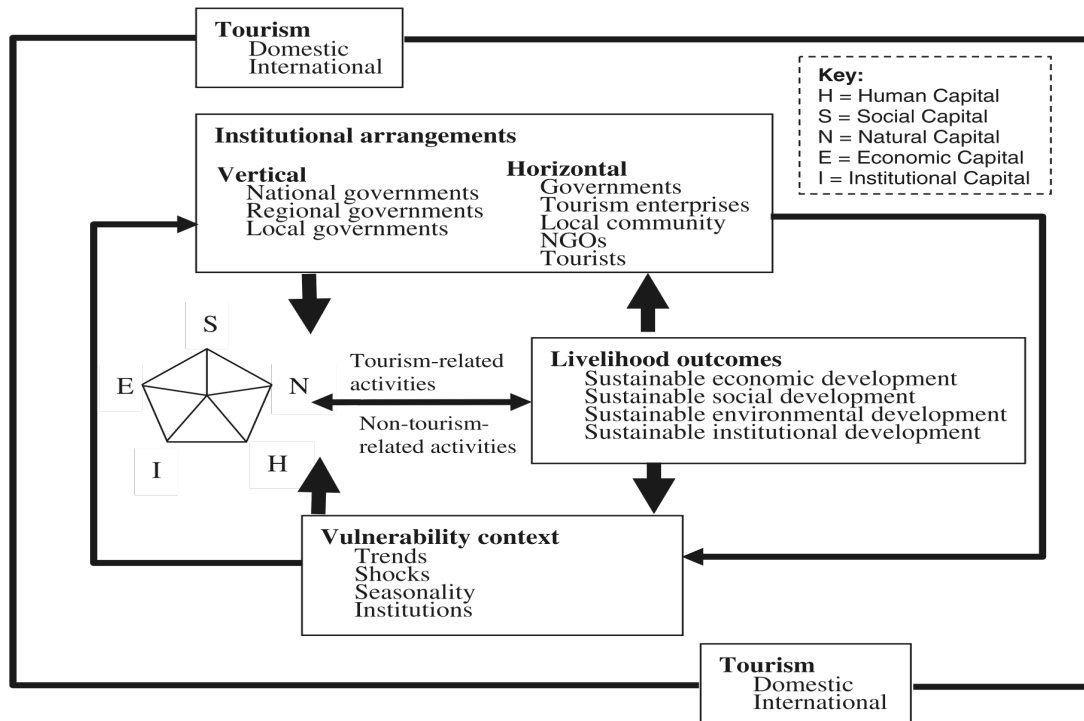 Tourism
Domestic
International
Key:
H = Human Capital
S = Social Capital
N = Natural Capital
E = Economic Capital
I = Institutional Capital
Institutional arrangements
Vertical
National governments
Regional governments
Local governments
Horizontal
Governments
Tourism enterprises
Local community
NGOs
Tourists
S
E
N
I
H
Tourism-related
activities
Non-tourism-
related activities
Livelihood outcomes
Sustainable economic development
Sustainable social development
Sustainable environmental development
Sustainable institutional development
Vulnerability context
Trends
Shocks
Seasonality
Institutions
Tourism
Domestic
International